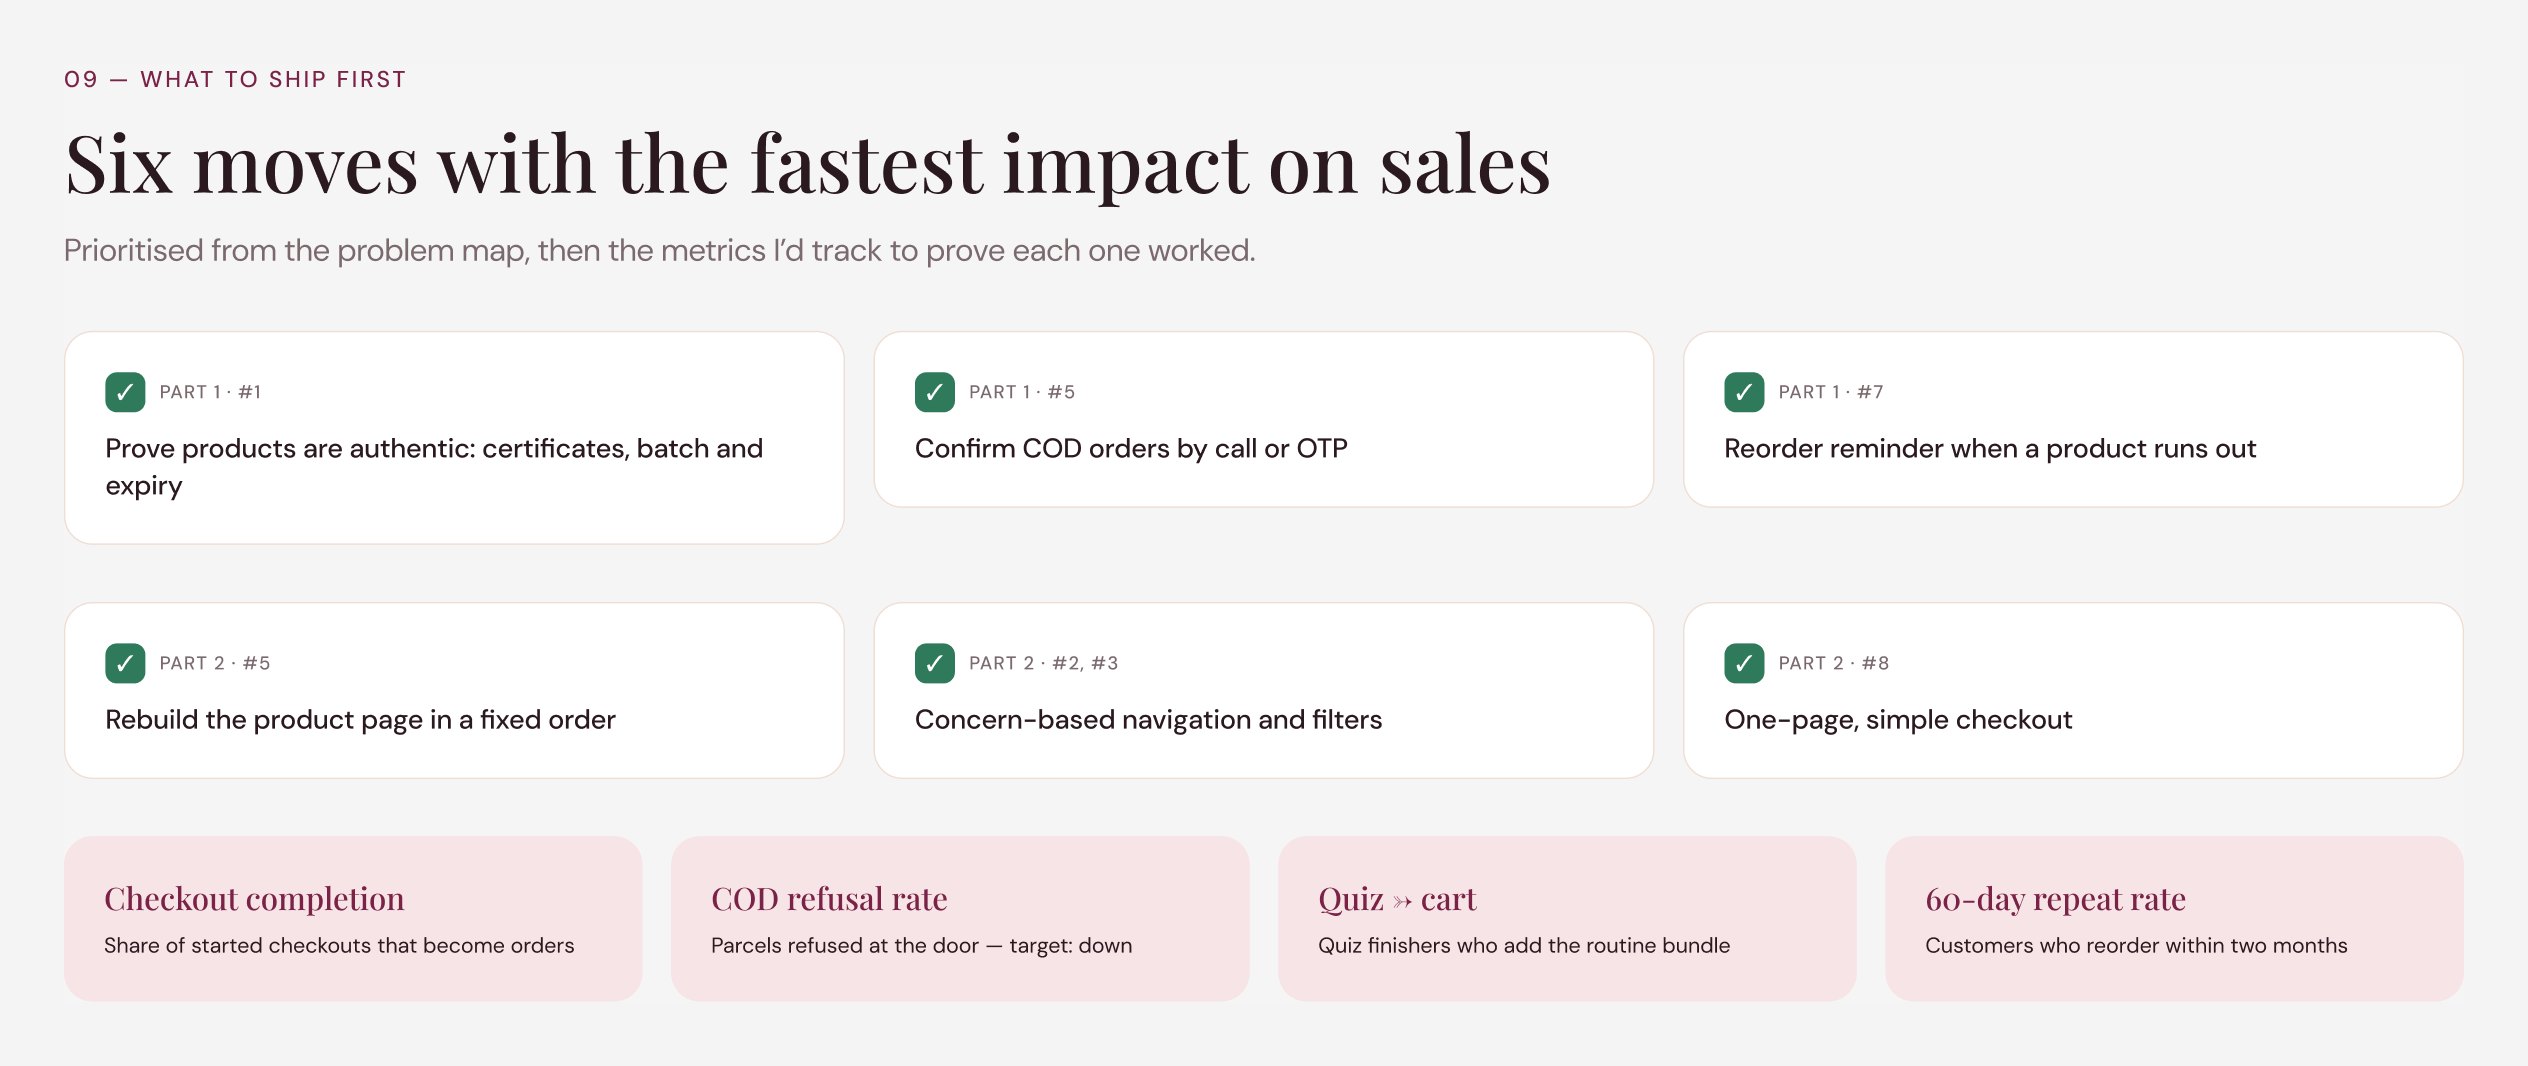 09 — WHAT TO SHIP FIRST
Six moves with the fastest impact on sales
Prioritised from the problem map, then the metrics I’d track to prove each one worked.
✓ PART 1 · #1
Prove products are authentic: certificates, batch and
expiry
✓ PART 1 · #5
Confirm COD orders by call or OTP
✓ PART 1 · #7
Reorder reminder when a product runs out
✓ PART 2 · #5
Rebuild the product page in a fixed order
✓ PART 2 · #2, #3
Concern-based navigation and filters
✓ PART 2 · #8
One-page, simple checkout
Checkout completion
Share of started checkouts that become orders
COD refusal rate
Parcels refused at the door — target: down
Quiz → cart
Quiz finishers who add the routine bundle
60-day repeat rate
Customers who reorder within two months